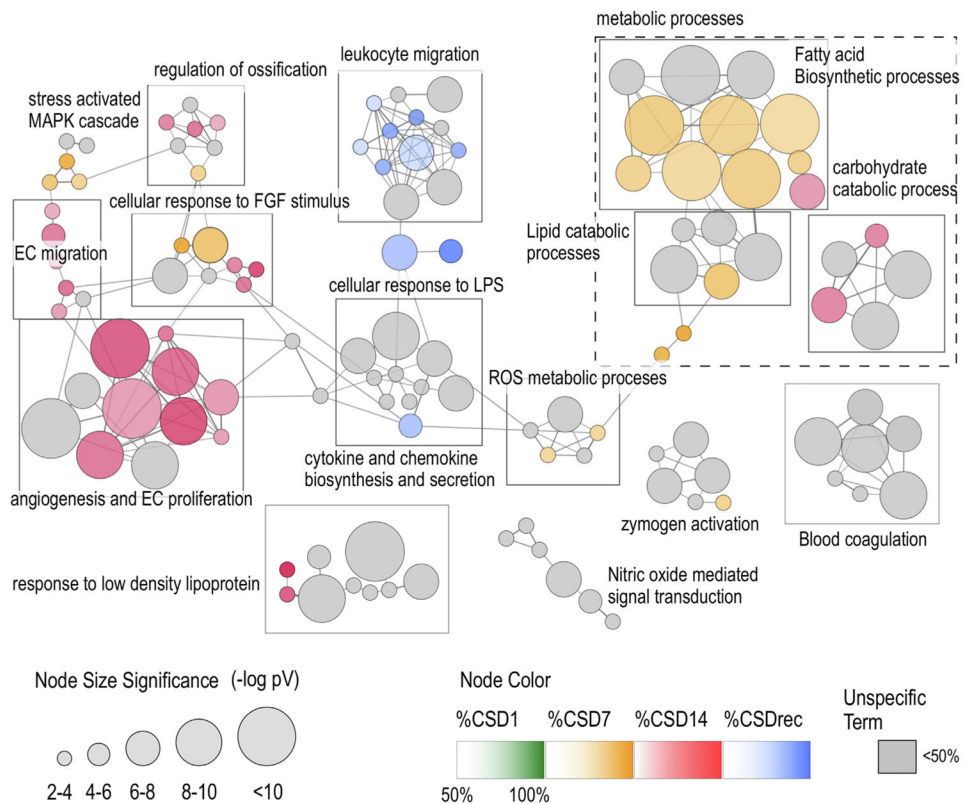 metabolic processes
leukocyte migration
Fatty acid
Biosynthetic processes
regulation of ossification
stress activated
MAPK cascade
carbohydrate
catabolic process
cellular response to FGF stimulus
Lipid catabolic
processes
EC migration
cellular response to LPS
ROS metabolic proceses
cytokine and chemokine
biosynthesis and secretion
angiogenesis and EC proliferation
zymogen activation
Blood coagulation
response to low density lipoprotein
Nitric oxide mediated
signal transduction
Node Size Significance (-log pV)
2-4 4-6 6-8 8-10 <10
Node Color
%CSD1 %CSD7 %CSD14 %CSDrec
50% 100%
Unspecific
Term
<50%